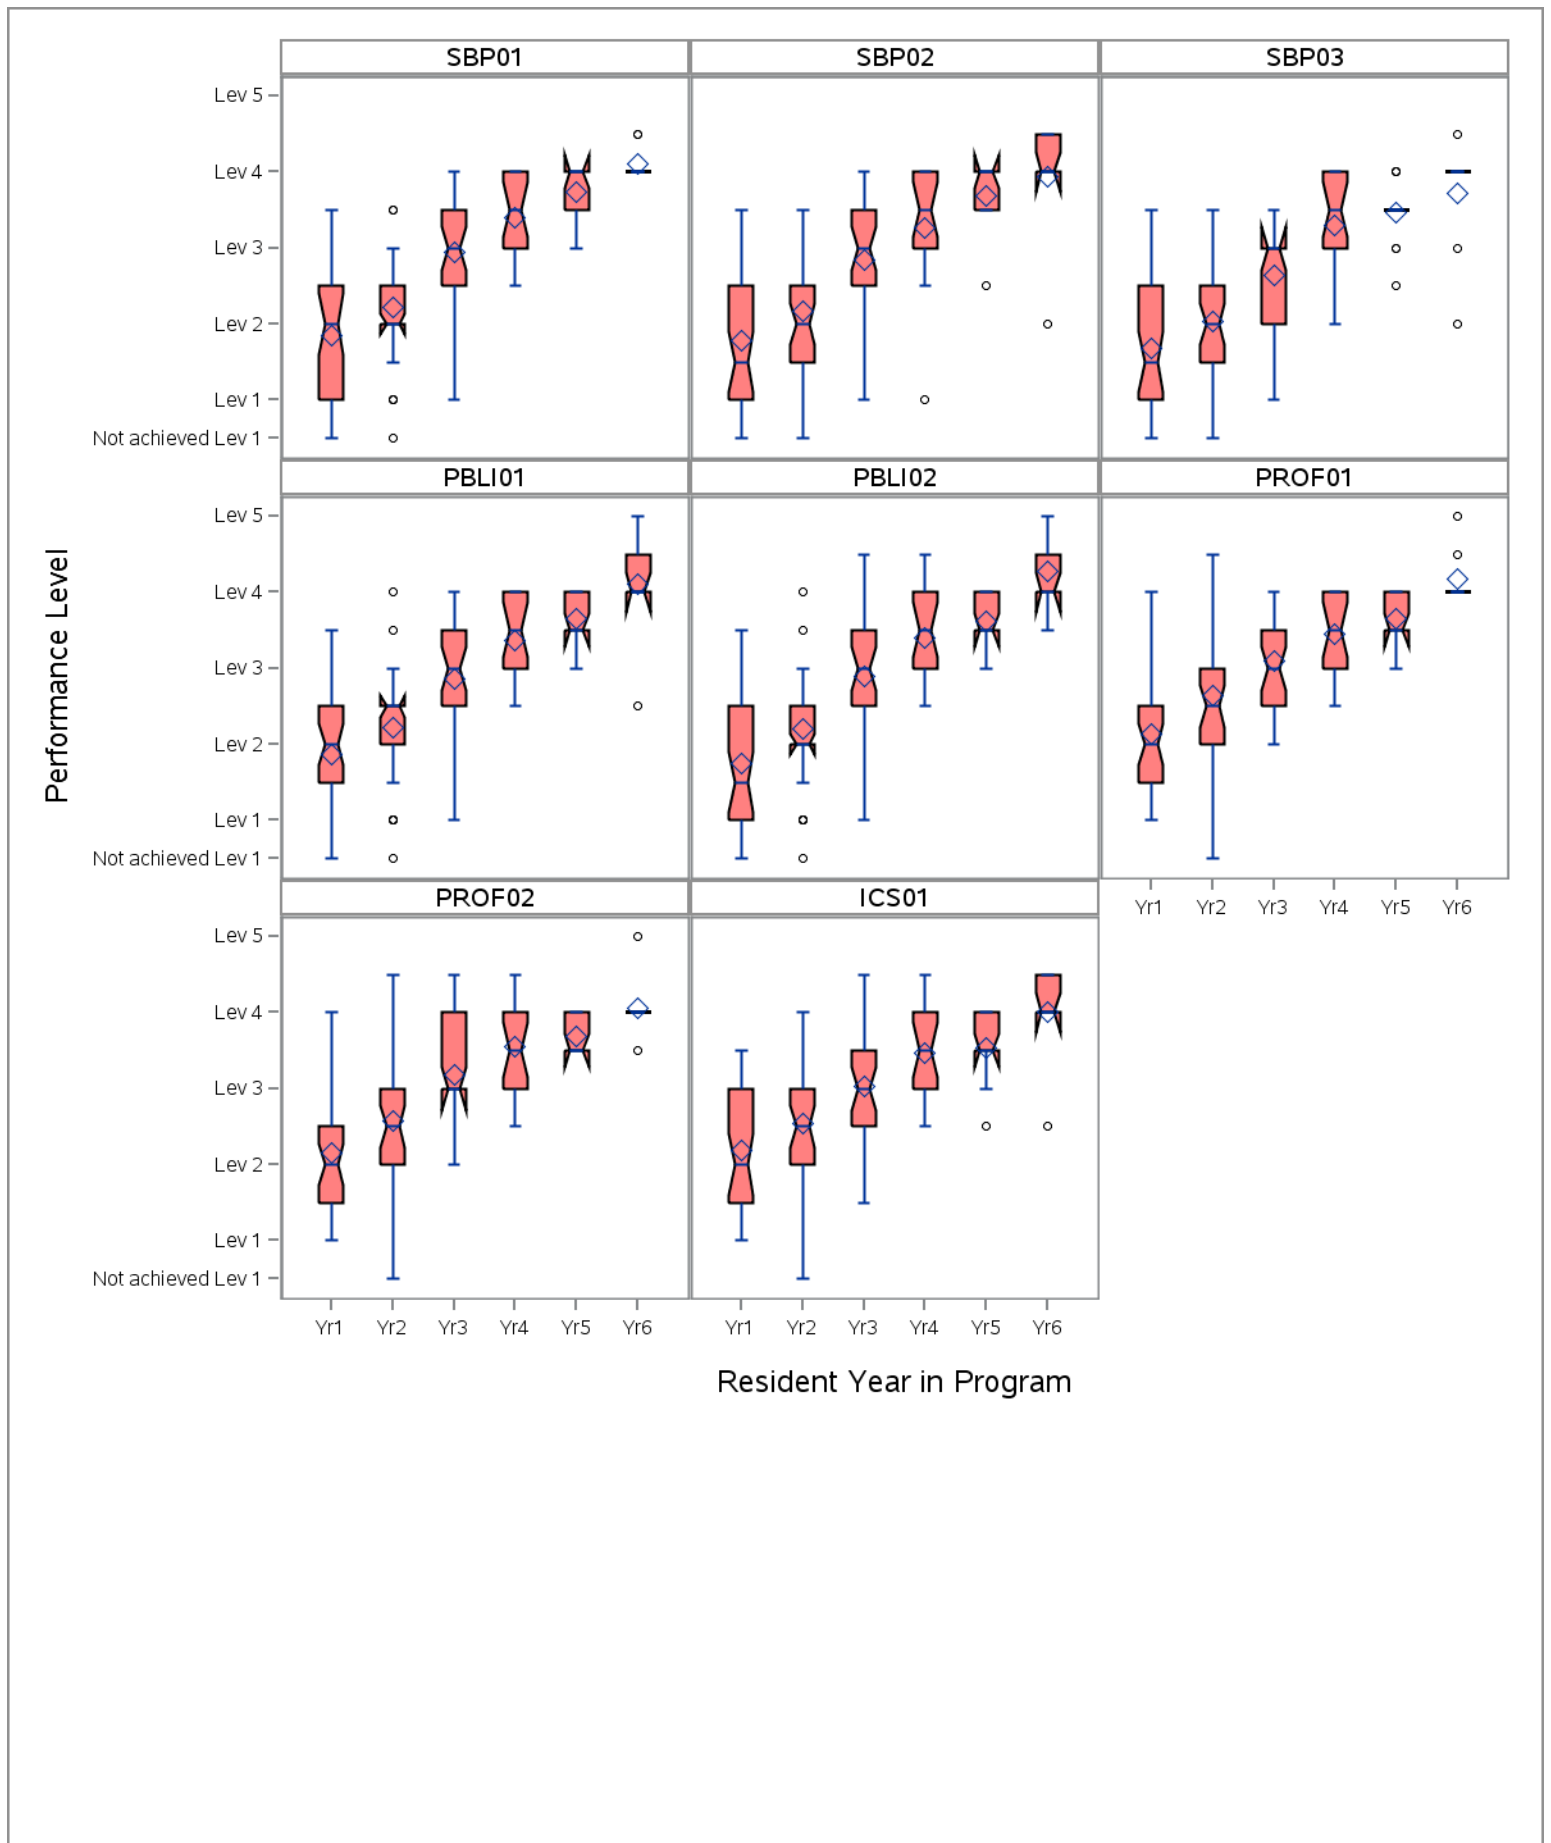 SBP01 SBP02 SBP03
Lev 5
Lev 4
Lev 3
Lev 2
Lev 1
Not achieved Lev 1
PBLI01 PBLI02 PROF01
Performance Level
Lev 5
Lev 4
Lev 3
Lev 2
Lev 1
Not achieved Lev 1
PROF02 ICS01
Yr1 Yr2 Yr3 Yr4 Yr5 Yr6
Lev 5
Lev 4
Lev 3
Lev 2
Lev 1
Not achieved Lev 1
Yr1 Yr2 Yr3 Yr4 Yr5 Yr6 Yr1 Yr2 Yr3 Yr4 Yr5 Yr6
Resident Year in Program